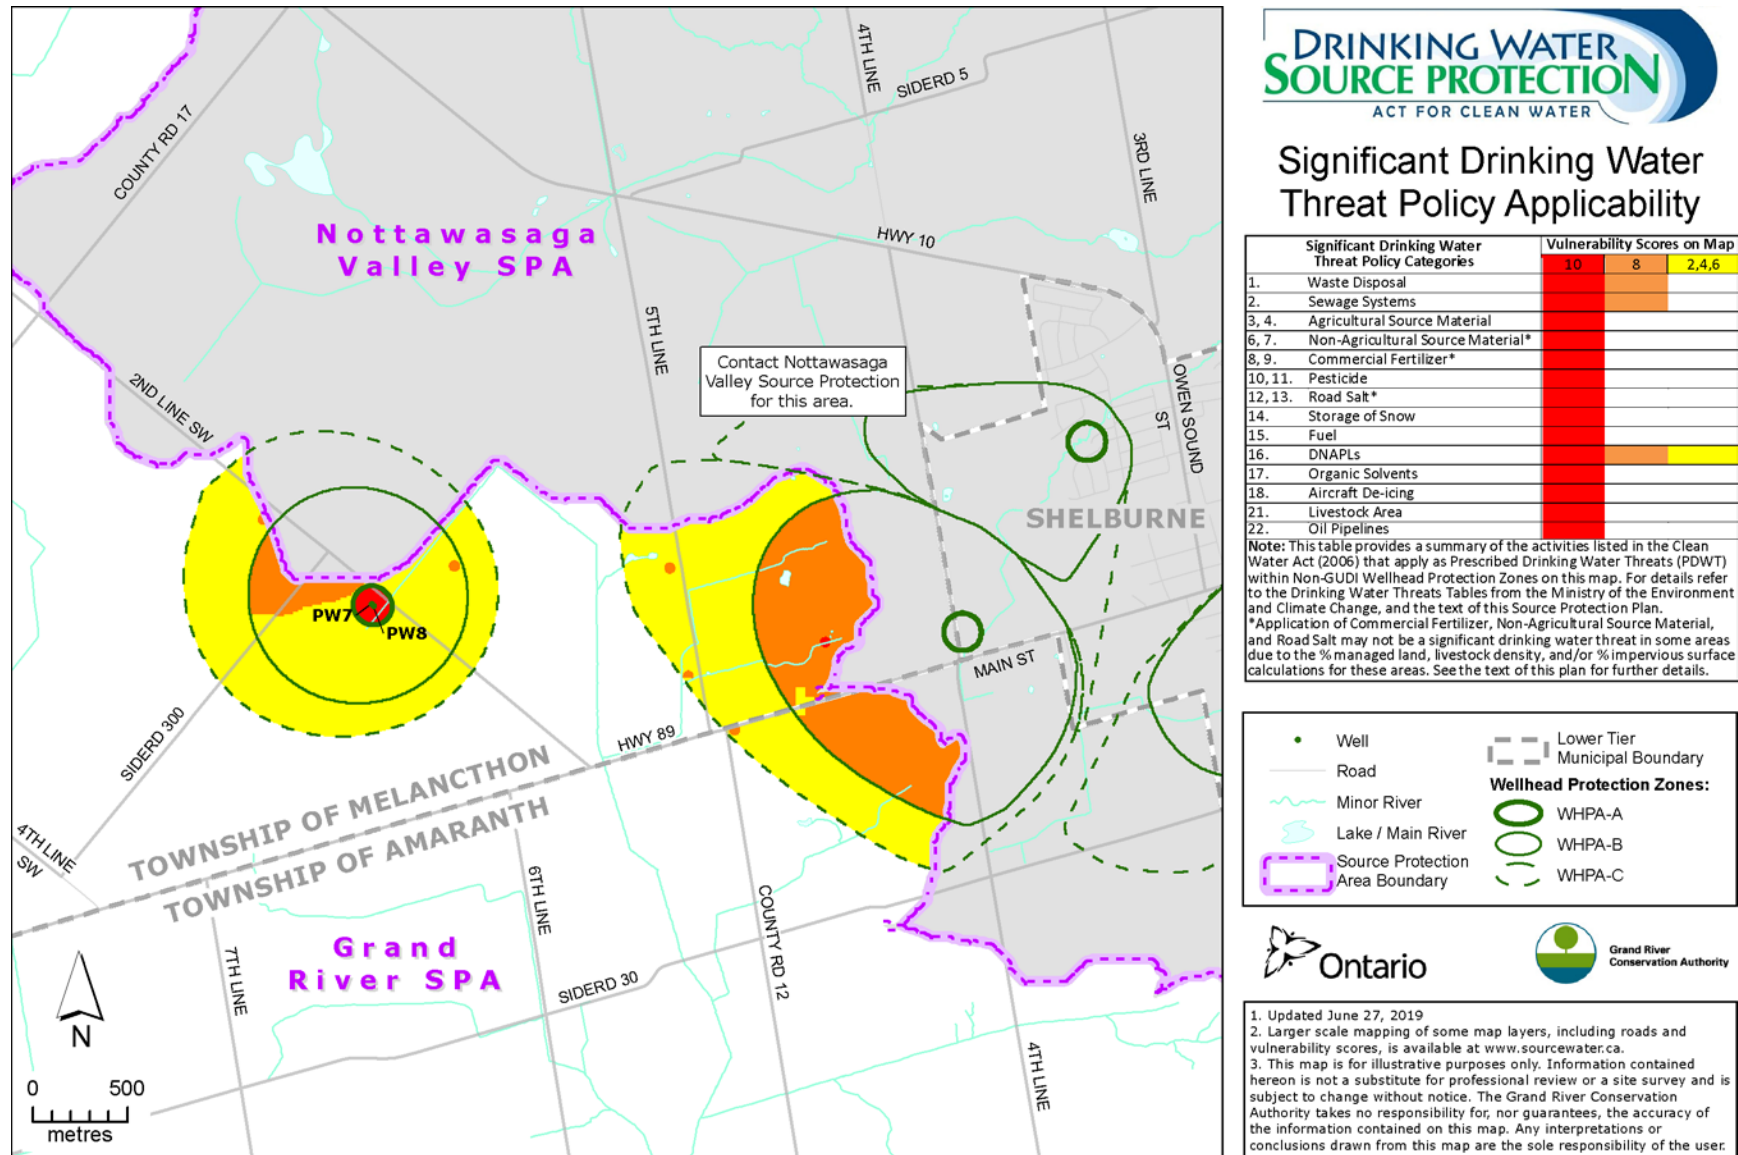 COUNTY RD 17
4TH LINE
SIDERD 5
3RD LINE
Nottawasaga
Valley SPA
HWY 10
5TH LINE
Contact Nottawasaga
Valley Source Protection
for this area.
2ND LINE SW
OWEN SOUND
ST
SHELBURNE
PW7
PW8
MAIN ST
SIDERD 300
HWY 89
TOWNSHIP OF MELANCTHON
TOWNSHIP OF AMARANTH
4TH LINE
SW
6TH LINE
COUNTY RD 12
7TH LINE
Grand
River SPA
SIDERD 30
4TH LINE
N
0 500
metres
DRINKING WATER
SOURCE PROTECTION
ACT FOR CLEAN WATER
Significant Drinking Water
Threat Policy Applicability
Significant Drinking Water
Threat Policy Categories
Vulnerability Scores on Map
10 8 2,4,6
1. Waste Disposal
2. Sewage Systems
3, 4. Agricultural Source Material
6, 7. Non-Agricultural Source Material*
8, 9. Commercial Fertilizer*
10, 11. Pesticide
12, 13. Road Salt*
14. Storage of Snow
15. Fuel
16. DNAPLs
17. Organic Solvents
18. Aircraft De-icing
21. Livestock Area
22. Oil Pipelines
Note: This table provides a summary of the activities listed in the Clean
Water Act (2006) that apply as Prescribed Drinking Water Threats (PDWT)
within Non-GUDI Wellhead Protection Zones on this map. For details refer
to the Drinking Water Threats Tables from the Ministry of the Environment
and Climate Change, and the text of this Source Protection Plan.
*Application of Commercial Fertilizer, Non-Agricultural Source Material,
and Road Salt may not be a significant drinking water threat in some areas
due to the % managed land, livestock density, and/or % impervious surface
calculations for these areas. See the text of this plan for further details.
Well
Road
Minor River
Lake / Main River
Source Protection
Area Boundary
Lower Tier
Municipal Boundary
Wellhead Protection Zones:
WHPA-A
WHPA-B
WHPA-C
Ontario
Grand River
Conservation Authority
1. Updated June 27, 2019
2. Larger scale mapping of some map layers, including roads and
vulnerability scores, is available at www.sourcewater.ca.
3. This map is for illustrative purposes only. Information contained
hereon is not a substitute for professional review or a site survey and is
subject to change without notice. The Grand River Conservation
Authority takes no responsibility for, nor guarantees, the accuracy of
the information contained on this map. Any interpretations or
conclusions drawn from this map are the sole responsibility of the user.